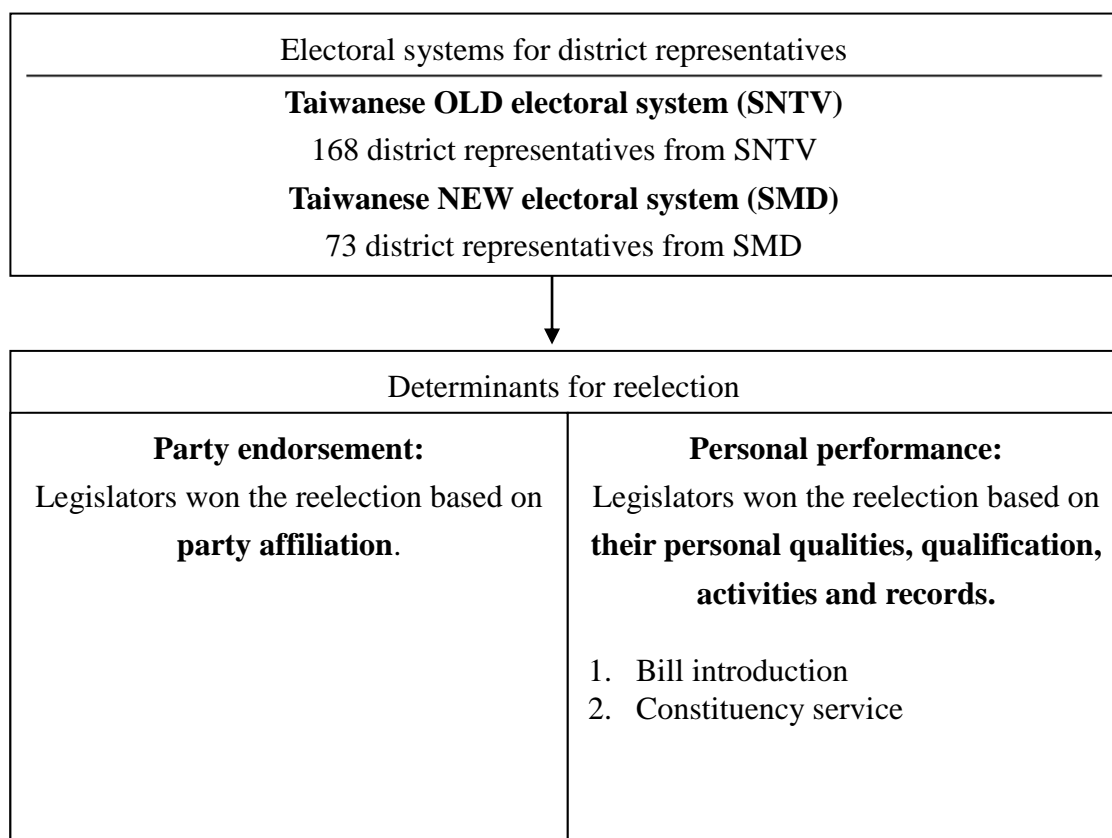 Electoral systems for district representatives
Taiwanese OLD electoral system (SNTV)
168 district representatives from SNTV
Taiwanese NEW electoral system (SMD)
73 district representatives from SMD
Determinants for reelection
Party endorsement:
Legislators won the reelection based on
party affiliation.
Personal performance:
Legislators won the reelection based on
their personal qualities, qualification,
activities and records.
1. Bill introduction
2. Constituency service